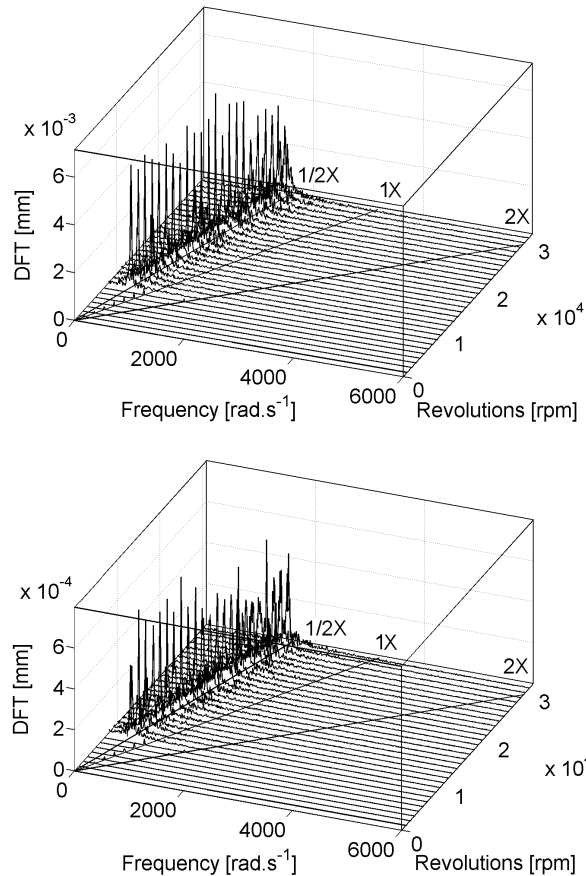 x 10⁻³
6
4
2
0
DFT [mm]
1/2X
1X
2X
3
2
1
0
x 10⁴
0
2000
4000
6000
Frequency [rad.s⁻¹]
Revolutions [rpm]
x 10⁻⁴
6
4
2
0
DFT [mm]
1/2X
1X
2X
3
2
1
0
x 10
0
2000
4000
6000
Frequency [rad.s⁻¹]
Revolutions [rpm]